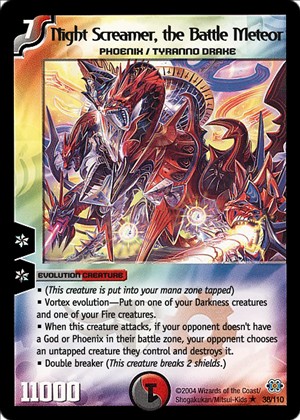 7
Night Screamer, the Battle Meteor
PHOENIX / TYRANNO DRAKE
EVOLUTION CREATURE
• (This creature is put into your mana zone tapped)
• Vortex evolution—Put on one of your Darkness creatures
and one of your Fire creatures.
• When this creature attacks, if your opponent doesn't have
a God or Phoenix in their battle zone, your opponent chooses
an untapped creature they control and destroys it.
• Double breaker (This creature breaks 2 shields.)
11000
©2004 Wizards of the Coast/
Shogakukan/Mitsui-Kids ★ 38/110